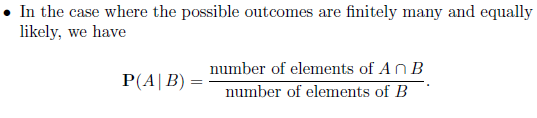 • In the case where the possible outcomes are finitely many and equally
likely, we have
P(A | B) = number of elements of A ∩ B / number of elements of B.